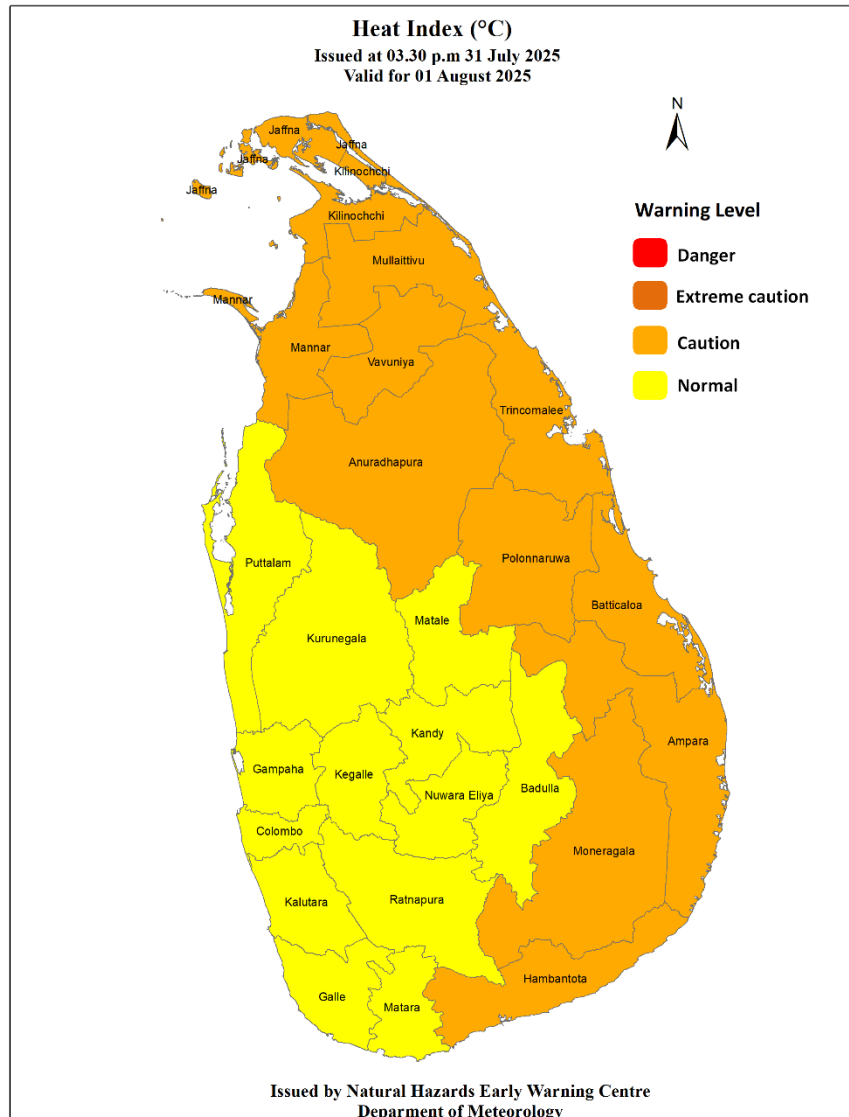 Heat Index (°C)
Issued at 03.30 p.m 31 July 2025
Valid for 01 August 2025
N
Warning Level
Danger
Extreme caution
Caution
Normal
Jaffna
Jaffna
Jaffna
Kilinochchi
Jaffna
Kilinochchi
Mullaittivu
Mannar
Mannar
Vavuniya
Trincomalee
Anuradhapura
Polonnaruwa
Puttalam
Batticaloa
Matale
Kurunegala
Kandy
Ampara
Gampaha
Kegalle
Badulla
Nuwara Eliya
Colombo
Moneragala
Kalutara
Ratnapura
Hambantota
Galle
Matara
Issued by Natural Hazards Early Warning Centre
Deparment of Meteorology